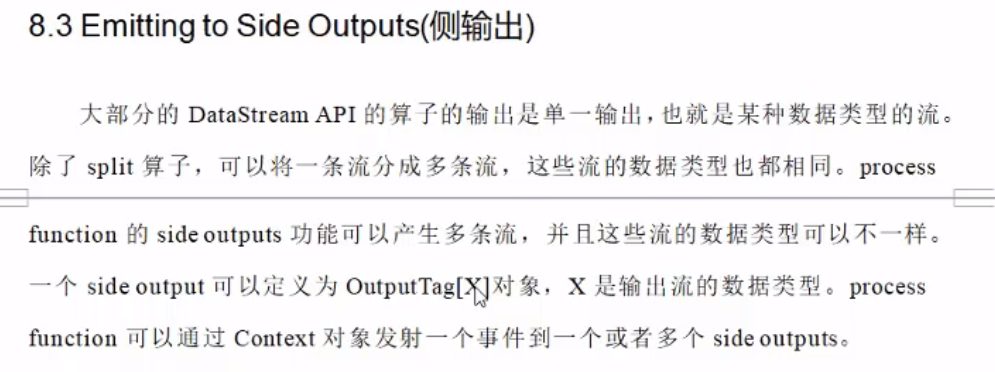 8.3 Emitting to Side Outputs(侧输出)
大部分的 DataStream API 的算子的输出是单一输出，也就是某种数据类型的流。
除了 split 算子，可以将一条流分成多条流，这些流的数据类型也都相同。process
function 的 side outputs 功能可以产生多条流，并且这些流的数据类型可以不一样。
一个 side output 可以定义为 OutputTag[X]对象，X 是输出流的数据类型。process
function 可以通过 Context 对象发射一个事件到一个或者多个 side outputs。